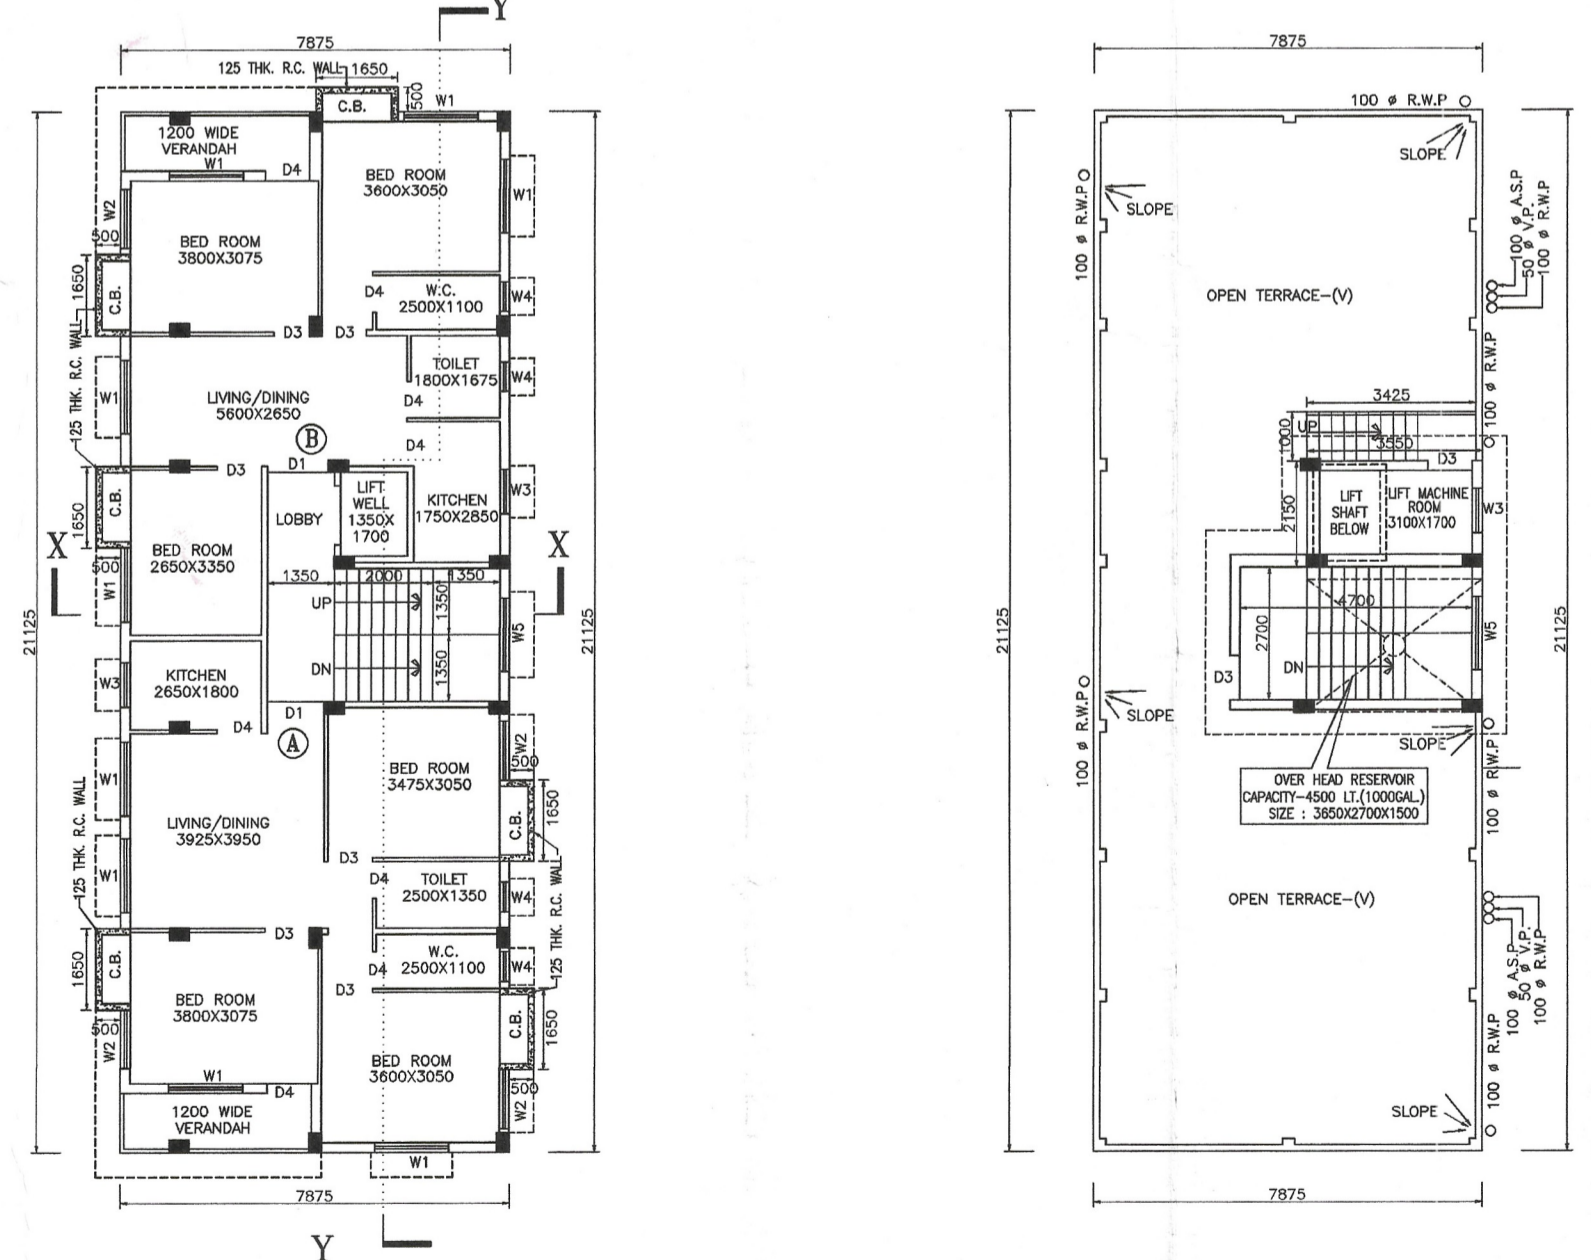 Y
7875
125 THK. R.C. WALL
1650
500
C.B.
W1
1200 WIDE
VERANDAH
W1
D4
BED ROOM
3600X3050
W1
W2
500
BED ROOM
3800X3075
1650
C.B.
125 THK. R.C. WALL
D4
W.C.
2500X1100
W4
D3
D3
TOILET
1800X1675
W4
W1
LIVING/DINING
5600X2650
D4
B
D4
D3
D1
C.B.
1650
500
LIFT
WELL
1350X
1700
LOBBY
KITCHEN
1750X2850
W3
BED ROOM
2650X3350
W1
X
X
1350
2000
1350
UP
1350
W5
DN
1350
21125
21125
KITCHEN
2650X1800
W3
D4
D1
A
W2
500
BED ROOM
3475X3050
C.B.
1650
W1
LIVING/DINING
3925X3950
W1
125 THK. R.C. WALL
D3
D4
TOILET
2500X1350
W4
125 THK. R.C. WALL
D3
W.C.
2500X1100
D4
W4
D3
1650
C.B.
500
W2
BED ROOM
3800X3075
C.B.
1650
500
W2
BED ROOM
3600X3050
W1
D4
1200 WIDE
VERANDAH
W1
7875
Y
7875
100 ø R.W.P
SLOPE
100 ø R.W.P
SLOPE
100 ø A.S.P
50 ø V.P.
100 ø R.W.P
OPEN TERRACE-(V)
100 ø R.W.P
3425
UP
1000
3550
D3
LIFT
SHAFT
BELOW
LIFT MACHINE
ROOM
3100X1700
W3
2150
4700
2700
W5
DN
D3
21125
21125
100 ø R.W.P
SLOPE
SLOPE
100 ø R.W.P
OVER HEAD RESERVOIR
CAPACITY-4500 LT.(1000GAL.)
SIZE : 3650X2700X1500
OPEN TERRACE-(V)
100 ø A.S.P
50 ø V.P.
100 ø R.W.P
100 ø R.W.P
SLOPE
7875